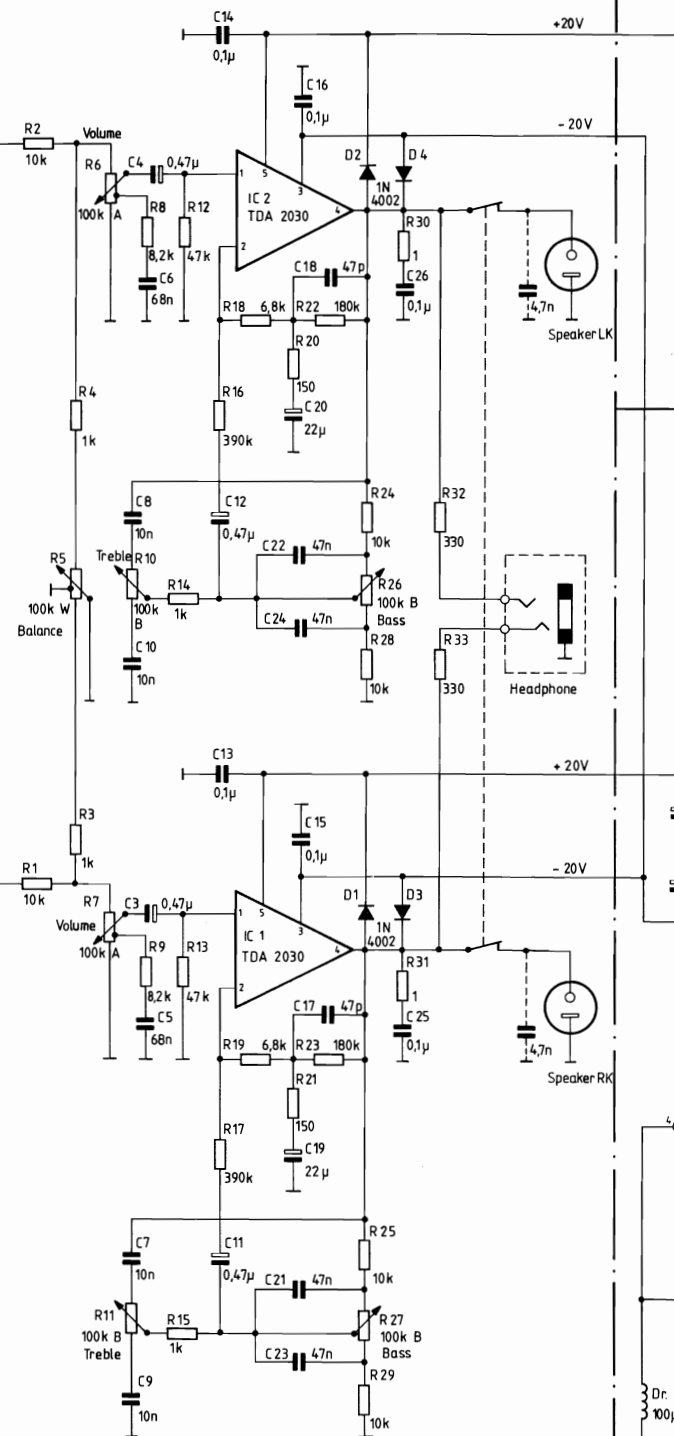 C14
0,1µ
+20V
C16
0,1µ
- 20V
R2
10k
Volume
R6
100k A
C4
0,47µ
R8
8,2k
C6
68n
R12
47k
1
5
3
4
2
IC 2
TDA 2030
D2
D4
1N
4002
R30
1
C26
0,1µ
4,7n
Speaker LK
C18
47p
R18
6,8k
R22
180k
R20
150
C20
22µ
R4
1k
R16
390k
C8
10n
C12
0,47µ
R24
10k
R32
330
R5
100k W
Balance
Treble
R10
100k
B
R14
1k
C22
47n
R26
100k B
Bass
C24
47n
C10
10n
R28
10k
R33
330
Headphone
C13
0,1µ
+ 20V
C15
0,1µ
- 20V
R3
1k
R1
10k
R7
Volume
100k A
C3
0,47µ
R9
8,2k
C5
68n
R13
47k
1
5
3
4
2
IC 1
TDA 2030
D1
D3
1N
4002
R31
1
C25
0,1µ
4,7n
Speaker RK
C17
47p
R19
6,8k
R23
180k
R21
150
C19
22µ
R17
390k
C7
10n
C11
0,47µ
R25
10k
R11
100k B
Treble
R15
1k
C21
47n
R27
100k B
Bass
C23
47n
C9
10n
R29
10k
Dr.